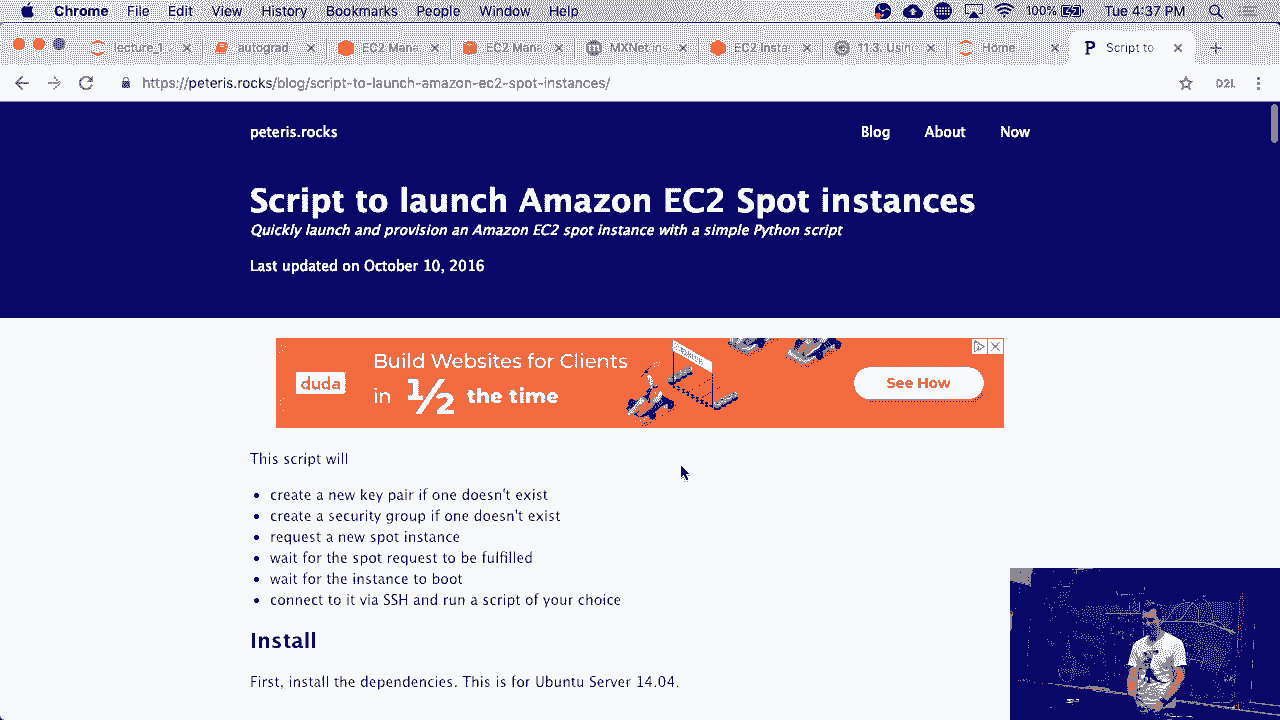 Chrome File Edit View History Bookmarks People Window Help 100% Tue 4:37 PM
lecture_1 autograd EC2 Mana EC2 Mana MXNet in EC2 Insta 11.3. Usin Home Script to
https://peteris.rocks/blog/script-to-launch-amazon-ec2-spot-instances/
peteris.rocks Blog About Now
Script to launch Amazon EC2 Spot instances
Quickly launch and provision an Amazon EC2 spot instance with a simple Python script
Last updated on October 10, 2016
duda
Build Websites for Clients
in ½ the time
See How
This script will
• create a new key pair if one doesn't exist
• create a security group if one doesn't exist
• request a new spot instance
• wait for the spot request to be fulfilled
• wait for the instance to boot
• connect to it via SSH and run a script of your choice
Install
First, install the dependencies. This is for Ubuntu Server 14.04.